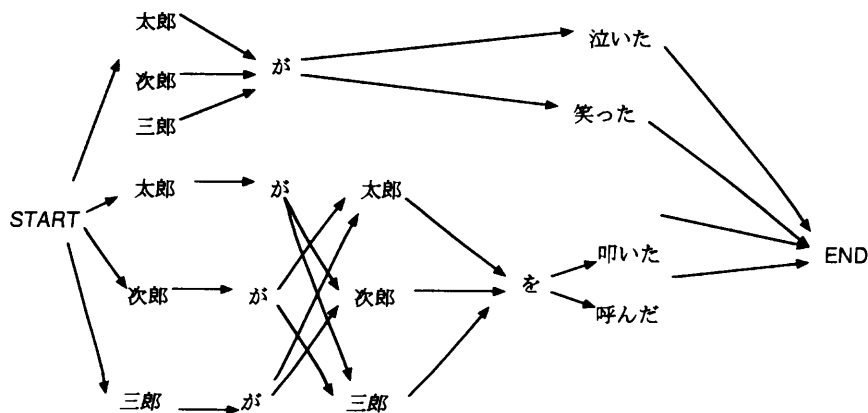 太郎
次郎 が 泣いた
三郎 笑った
START 太郎 が 太郎
次郎 が 次郎 を 叩いた END
三郎 が 三郎 呼んだ